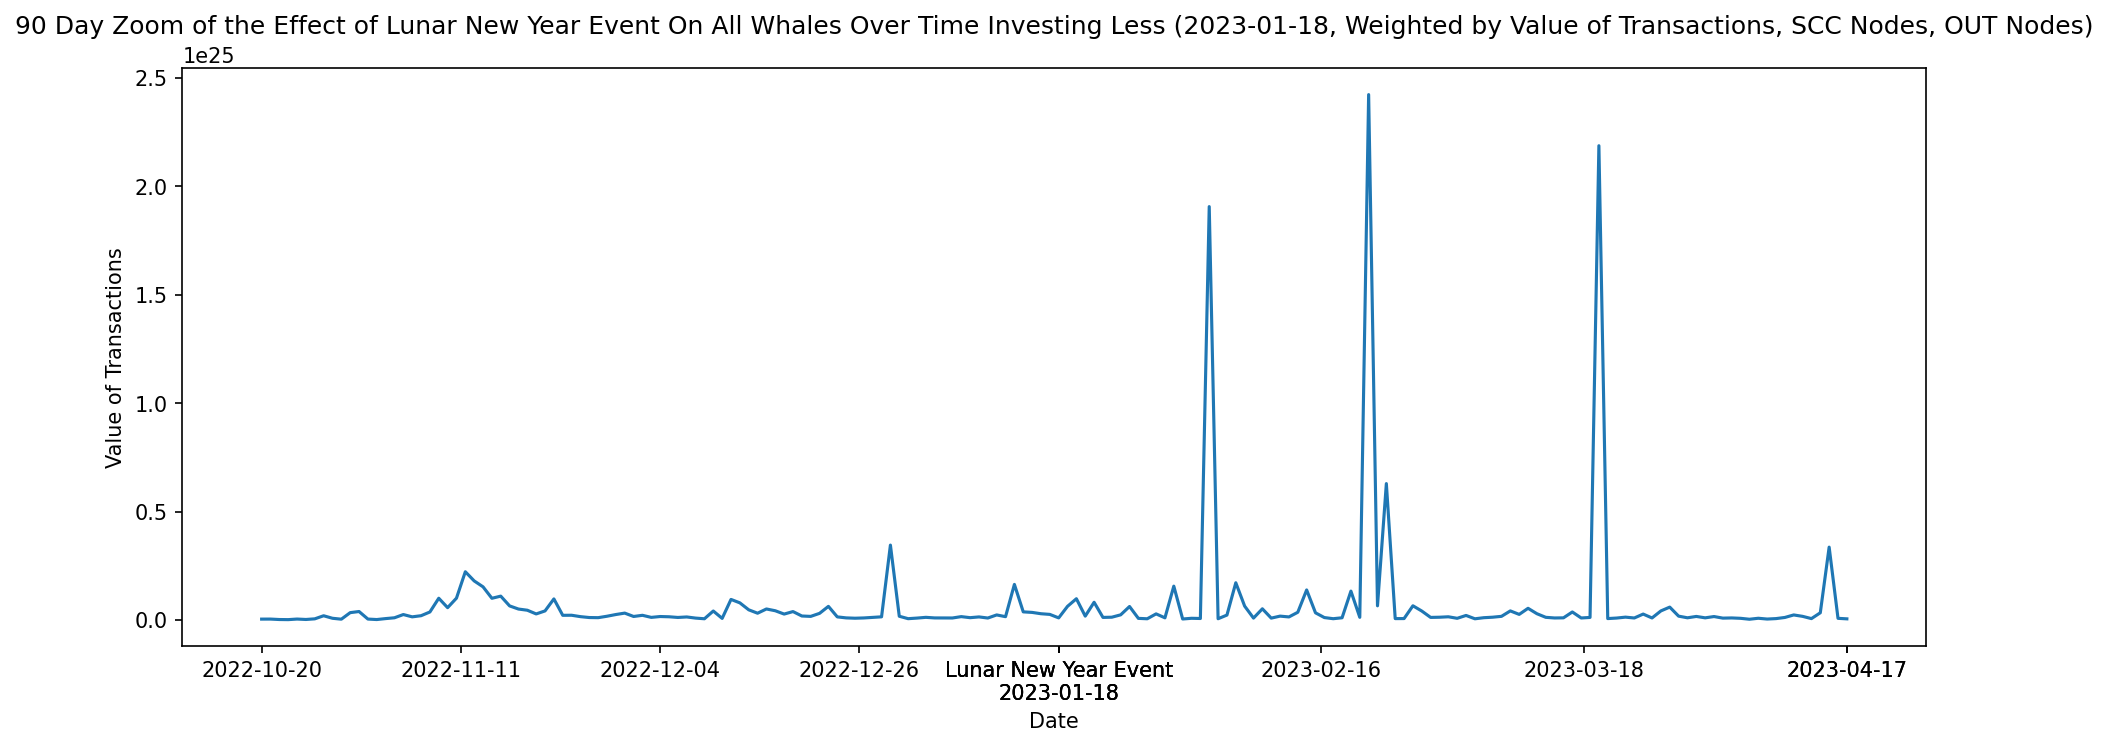 90 Day Zoom of the Effect of Lunar New Year Event On All Whales Over Time Investing Less (2023-01-18, Weighted by Value of Transactions, SCC Nodes, OUT Nodes)
1e25
2.5
2.0
1.5
1.0
0.5
0.0
Value of Transactions
2022-10-20 2022-11-11 2022-12-04 2022-12-26 Lunar New Year Event 2023-02-16 2023-03-18 2023-04-17
2023-01-18
Date